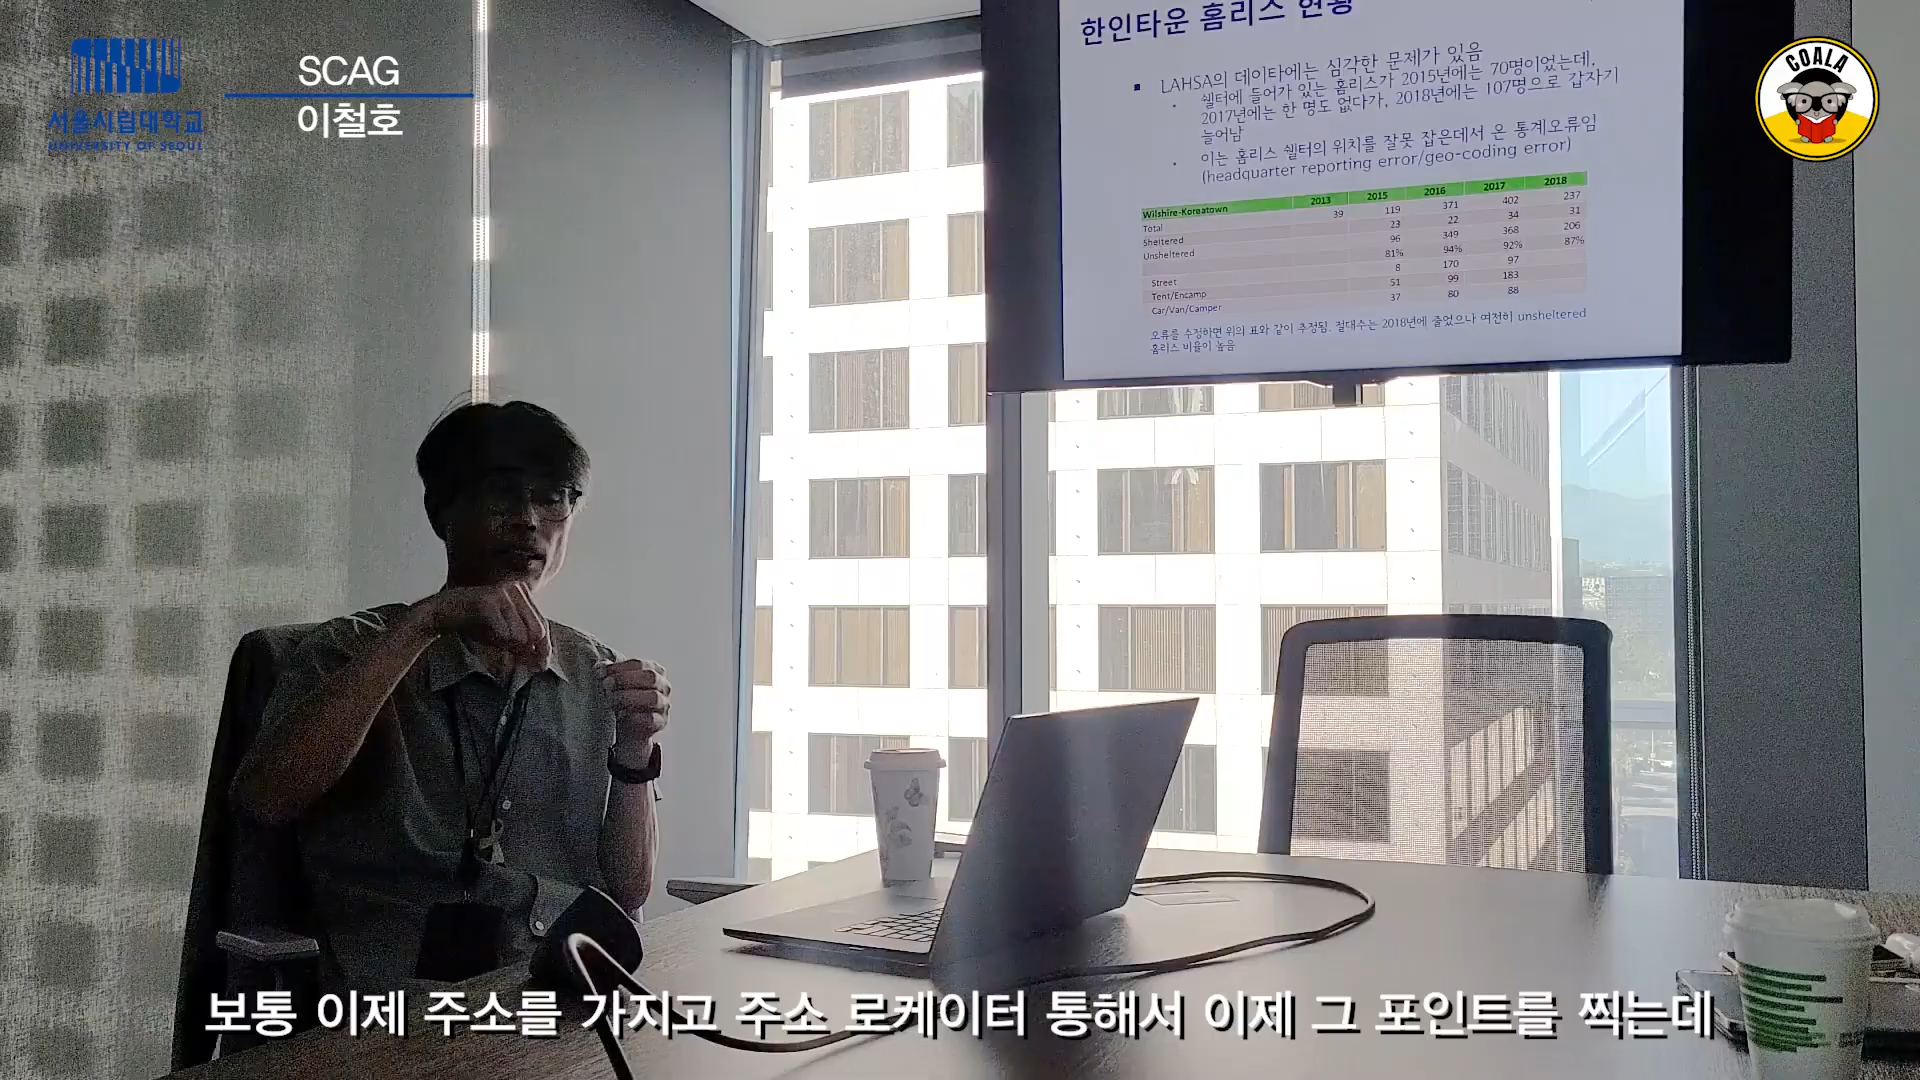 서울시립대학교
UNIVERSITY OF SEOUL
SCAG
이철호
COALA
한인타운 홈리스 현황
▪ LAHSA의 데이타에는 심각한 문제가 있음
• 쉘터에 들어가 있는 홈리스가 2015년에는 70명이었는데,
2017년에는 한 명도 없다가, 2018년에는 107명으로 갑자기
늘어남
• 이는 홈리스 쉘터의 위치를 잘못 잡은데서 온 통계오류임
(headquarter reporting error/geo-coding error)
Wilshire-Koreatown 2013 2015 2016 2017 2018
Total 39 119 371 402 237
Sheltered 23 22 34 31
Unsheltered 96 349 368 206
81% 94% 92% 87%
Street 8 170 97
Tent/Encamp 51 99 183
Car/Van/Camper 37 80 88
오류를 수정하면 위의 표와 같이 추정됨. 절대수는 2018년에 줄었으나 여전히 unsheltered
홈리스 비율이 높음
보통 이제 주소를 가지고 주소 로케이터 통해서 이제 그 포인트를 찍는데